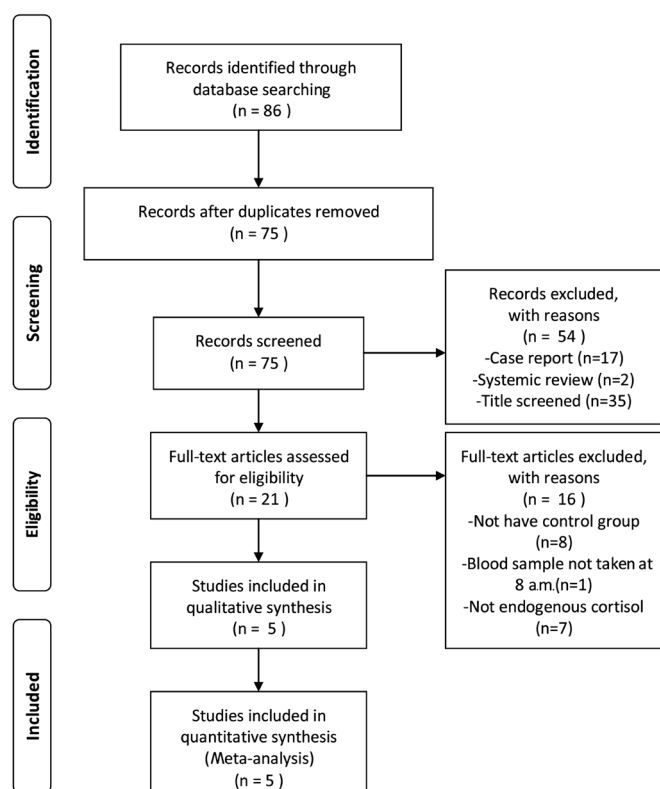 Identification
Records identified through
database searching
(n = 86 )
Records after duplicates removed
(n = 75 )
Screening
Records screened
(n = 75 )
Records excluded,
with reasons
(n = 54 )
-Case report (n=17)
-Systemic review (n=2)
-Title screened (n=35)
Eligibility
Full-text articles assessed
for eligibility
(n = 21 )
Full-text articles excluded,
with reasons
(n = 16 )
-Not have control group
(n=8)
-Blood sample not taken at
8 a.m.(n=1)
-Not endogenous cortisol
(n=7)
Studies included in
qualitative synthesis
(n = 5 )
Included
Studies included in
quantitative synthesis
(Meta-analysis)
(n = 5 )